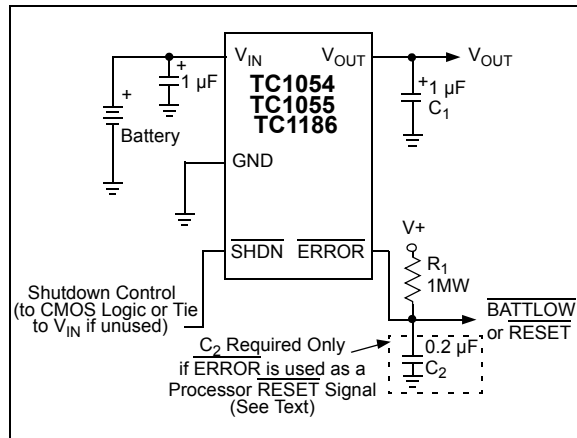 +
1 µF
+
Battery
VIN
VOUT
TC1054
TC1055
TC1186
GND
SHDN
ERROR
VOUT
+
1 µF
C1
V+
R1
1MW
Shutdown Control
(to CMOS Logic or Tie
to VIN if unused)
BATTLOW
or RESET
C2 Required Only
if ERROR is used as a
Processor RESET Signal
(See Text)
0.2 µF
C2